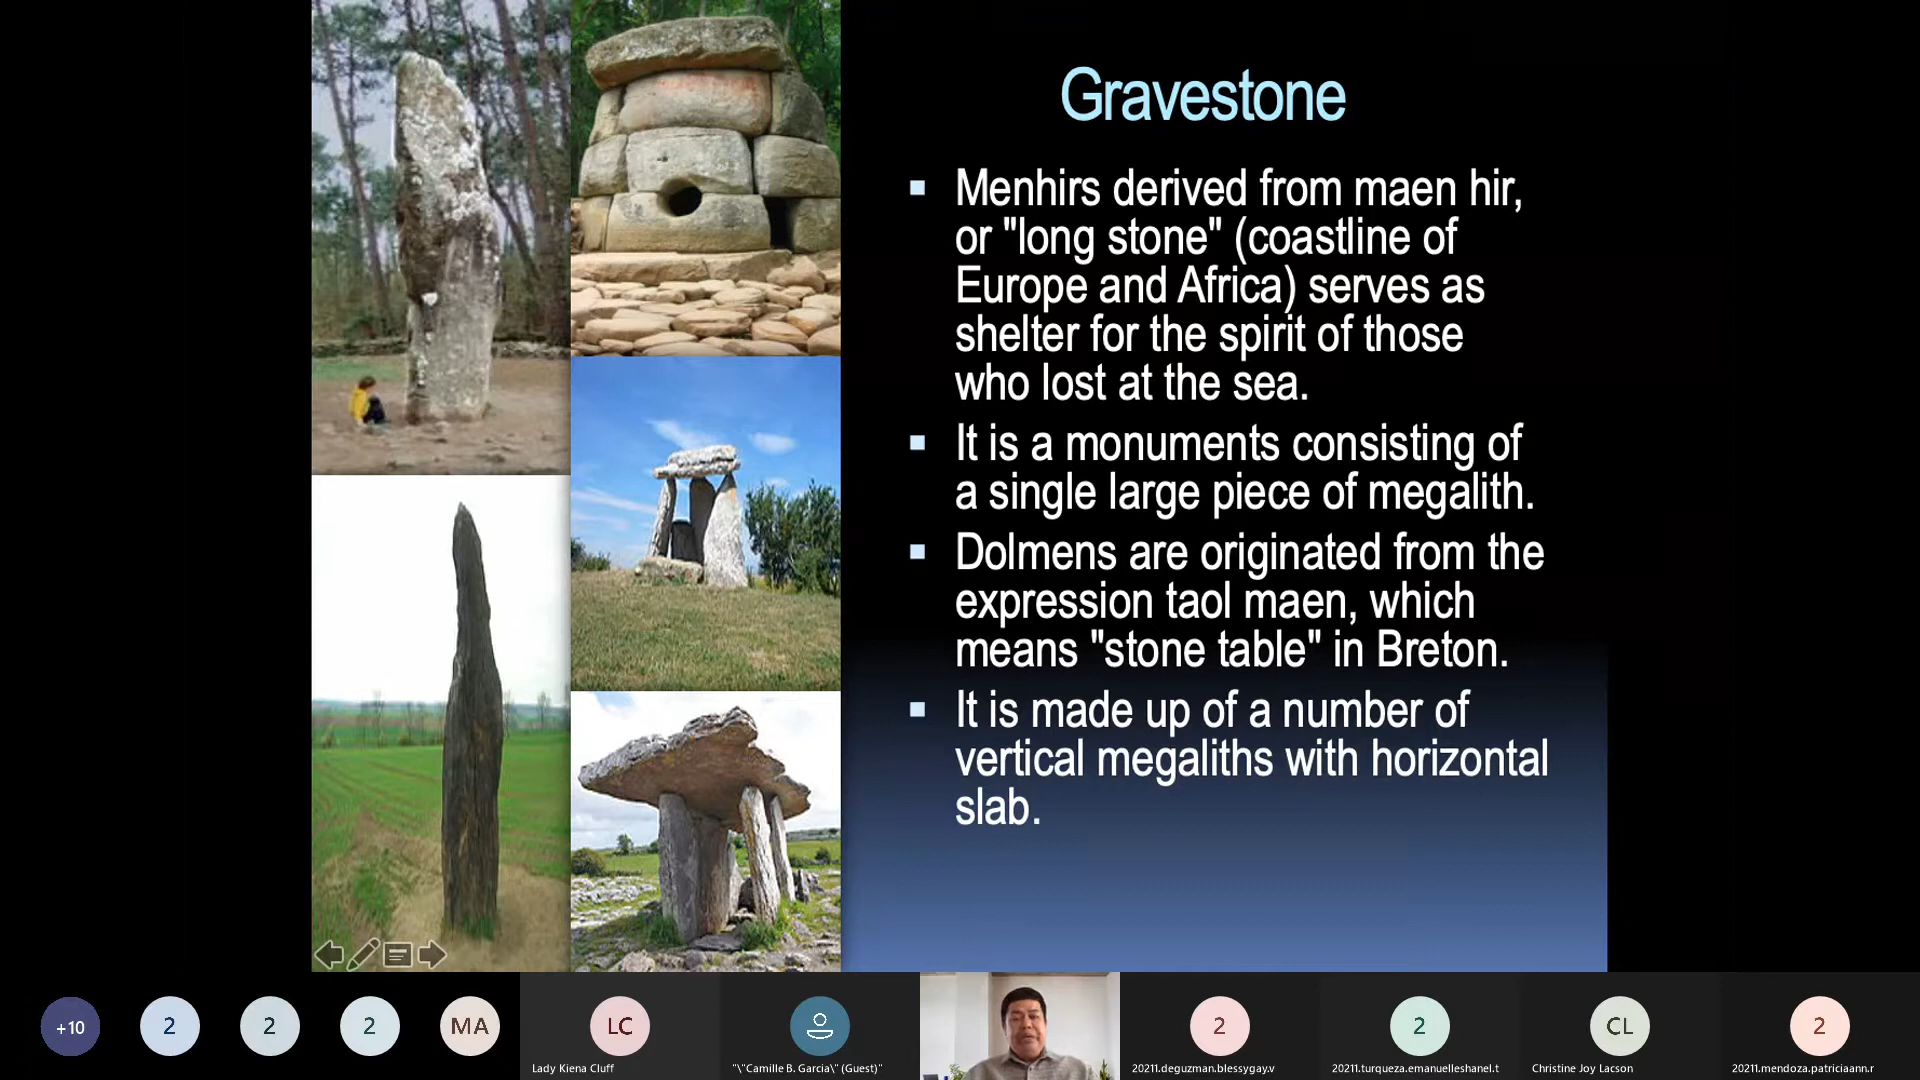 Gravestone
Menhirs derived from maen hir,
or "long stone" (coastline of
Europe and Africa) serves as
shelter for the spirit of those
who lost at the sea.
It is a monuments consisting of
a single large piece of megalith.
Dolmens are originated from the
expression taol maen, which
means "stone table" in Breton.
It is made up of a number of
vertical megaliths with horizontal
slab.
+10
2
2
2
MA
LC
2
2
CL
2
Lady Kiena Cluff
"\"Camille B. Garcia\" (Guest)"
20211.deguzman.blessygay.v
20211.turqueza.emanuelleshanel.t
Christine Joy Lacson
20211.mendoza.patriciaann.r